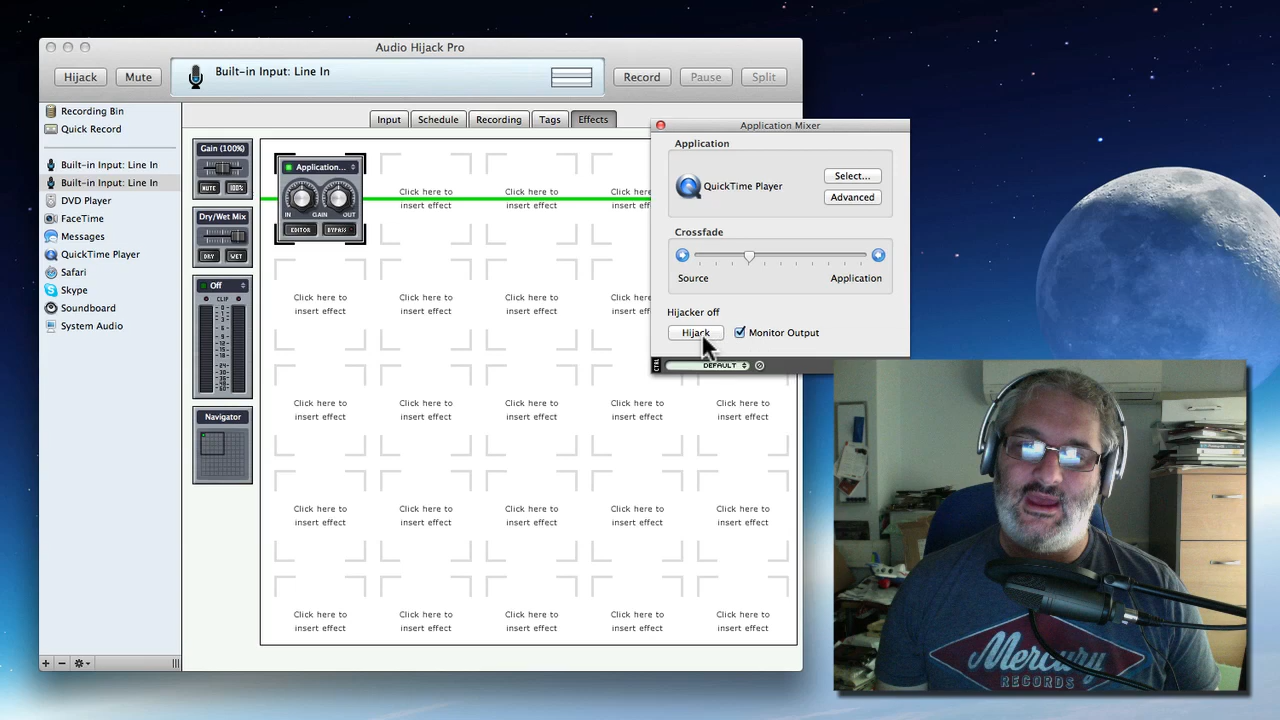 Audio Hijack Pro
Hijack
Mute
Built-in Input: Line In
Record
Pause
Split
Recording Bin
Quick Record
Built-in Input: Line In
Built-in Input: Line In
DVD Player
FaceTime
Messages
QuickTime Player
Safari
Skype
Soundboard
System Audio
Input
Schedule
Recording
Tags
Effects
Gain (100%)
MUTE
100%
Dry/Wet Mix
DRY
WET
Off
CLIP
Navigator
Application...
IN
GAIN
OUT
EDITOR
BYPASS
Click here to
insert effect
Click here to
insert effect
Click here to
insert effect
Click here to
insert effect
Click here to
insert effect
Click here to
insert effect
Click here to
insert effect
Click here to
insert effect
Click here to
insert effect
Click here to
insert effect
Click here to
insert effect
Click here to
insert effect
Click here to
insert effect
Click here to
insert effect
Click here to
insert effect
Click here to
insert effect
Click here to
insert effect
Click here to
insert effect
Click here to
insert effect
Click here to
insert effect
Click here to
insert effect
Click here to
insert effect
Application Mixer
Application
QuickTime Player
Select...
Advanced
Crossfade
Source
Application
Hijacker off
Hijack
Monitor Output
CTRL
DEFAULT
Mercury
RECORDS